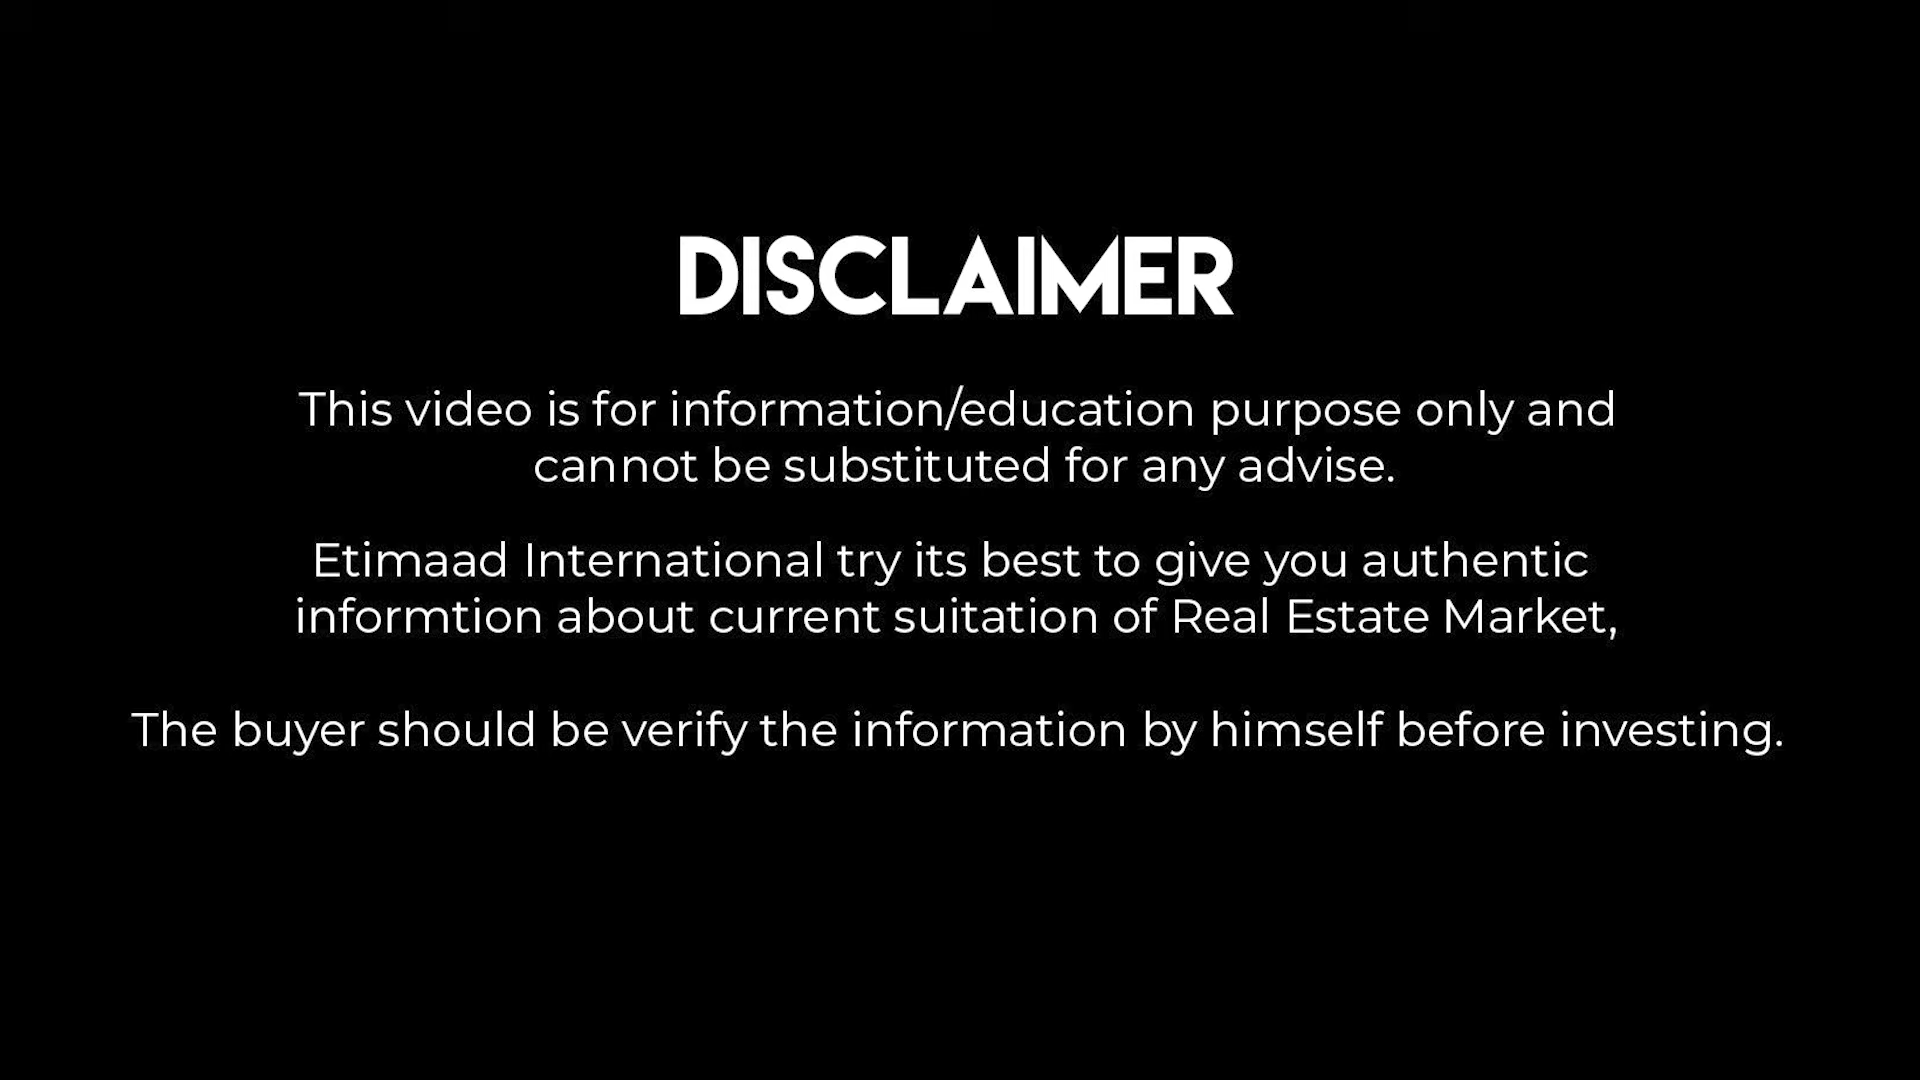 DISCLAIMER
This video is for information/education purpose only and
cannot be substituted for any advise.
Etimaad International try its best to give you authentic
informtion about current suitation of Real Estate Market,
The buyer should be verify the information by himself before investing.